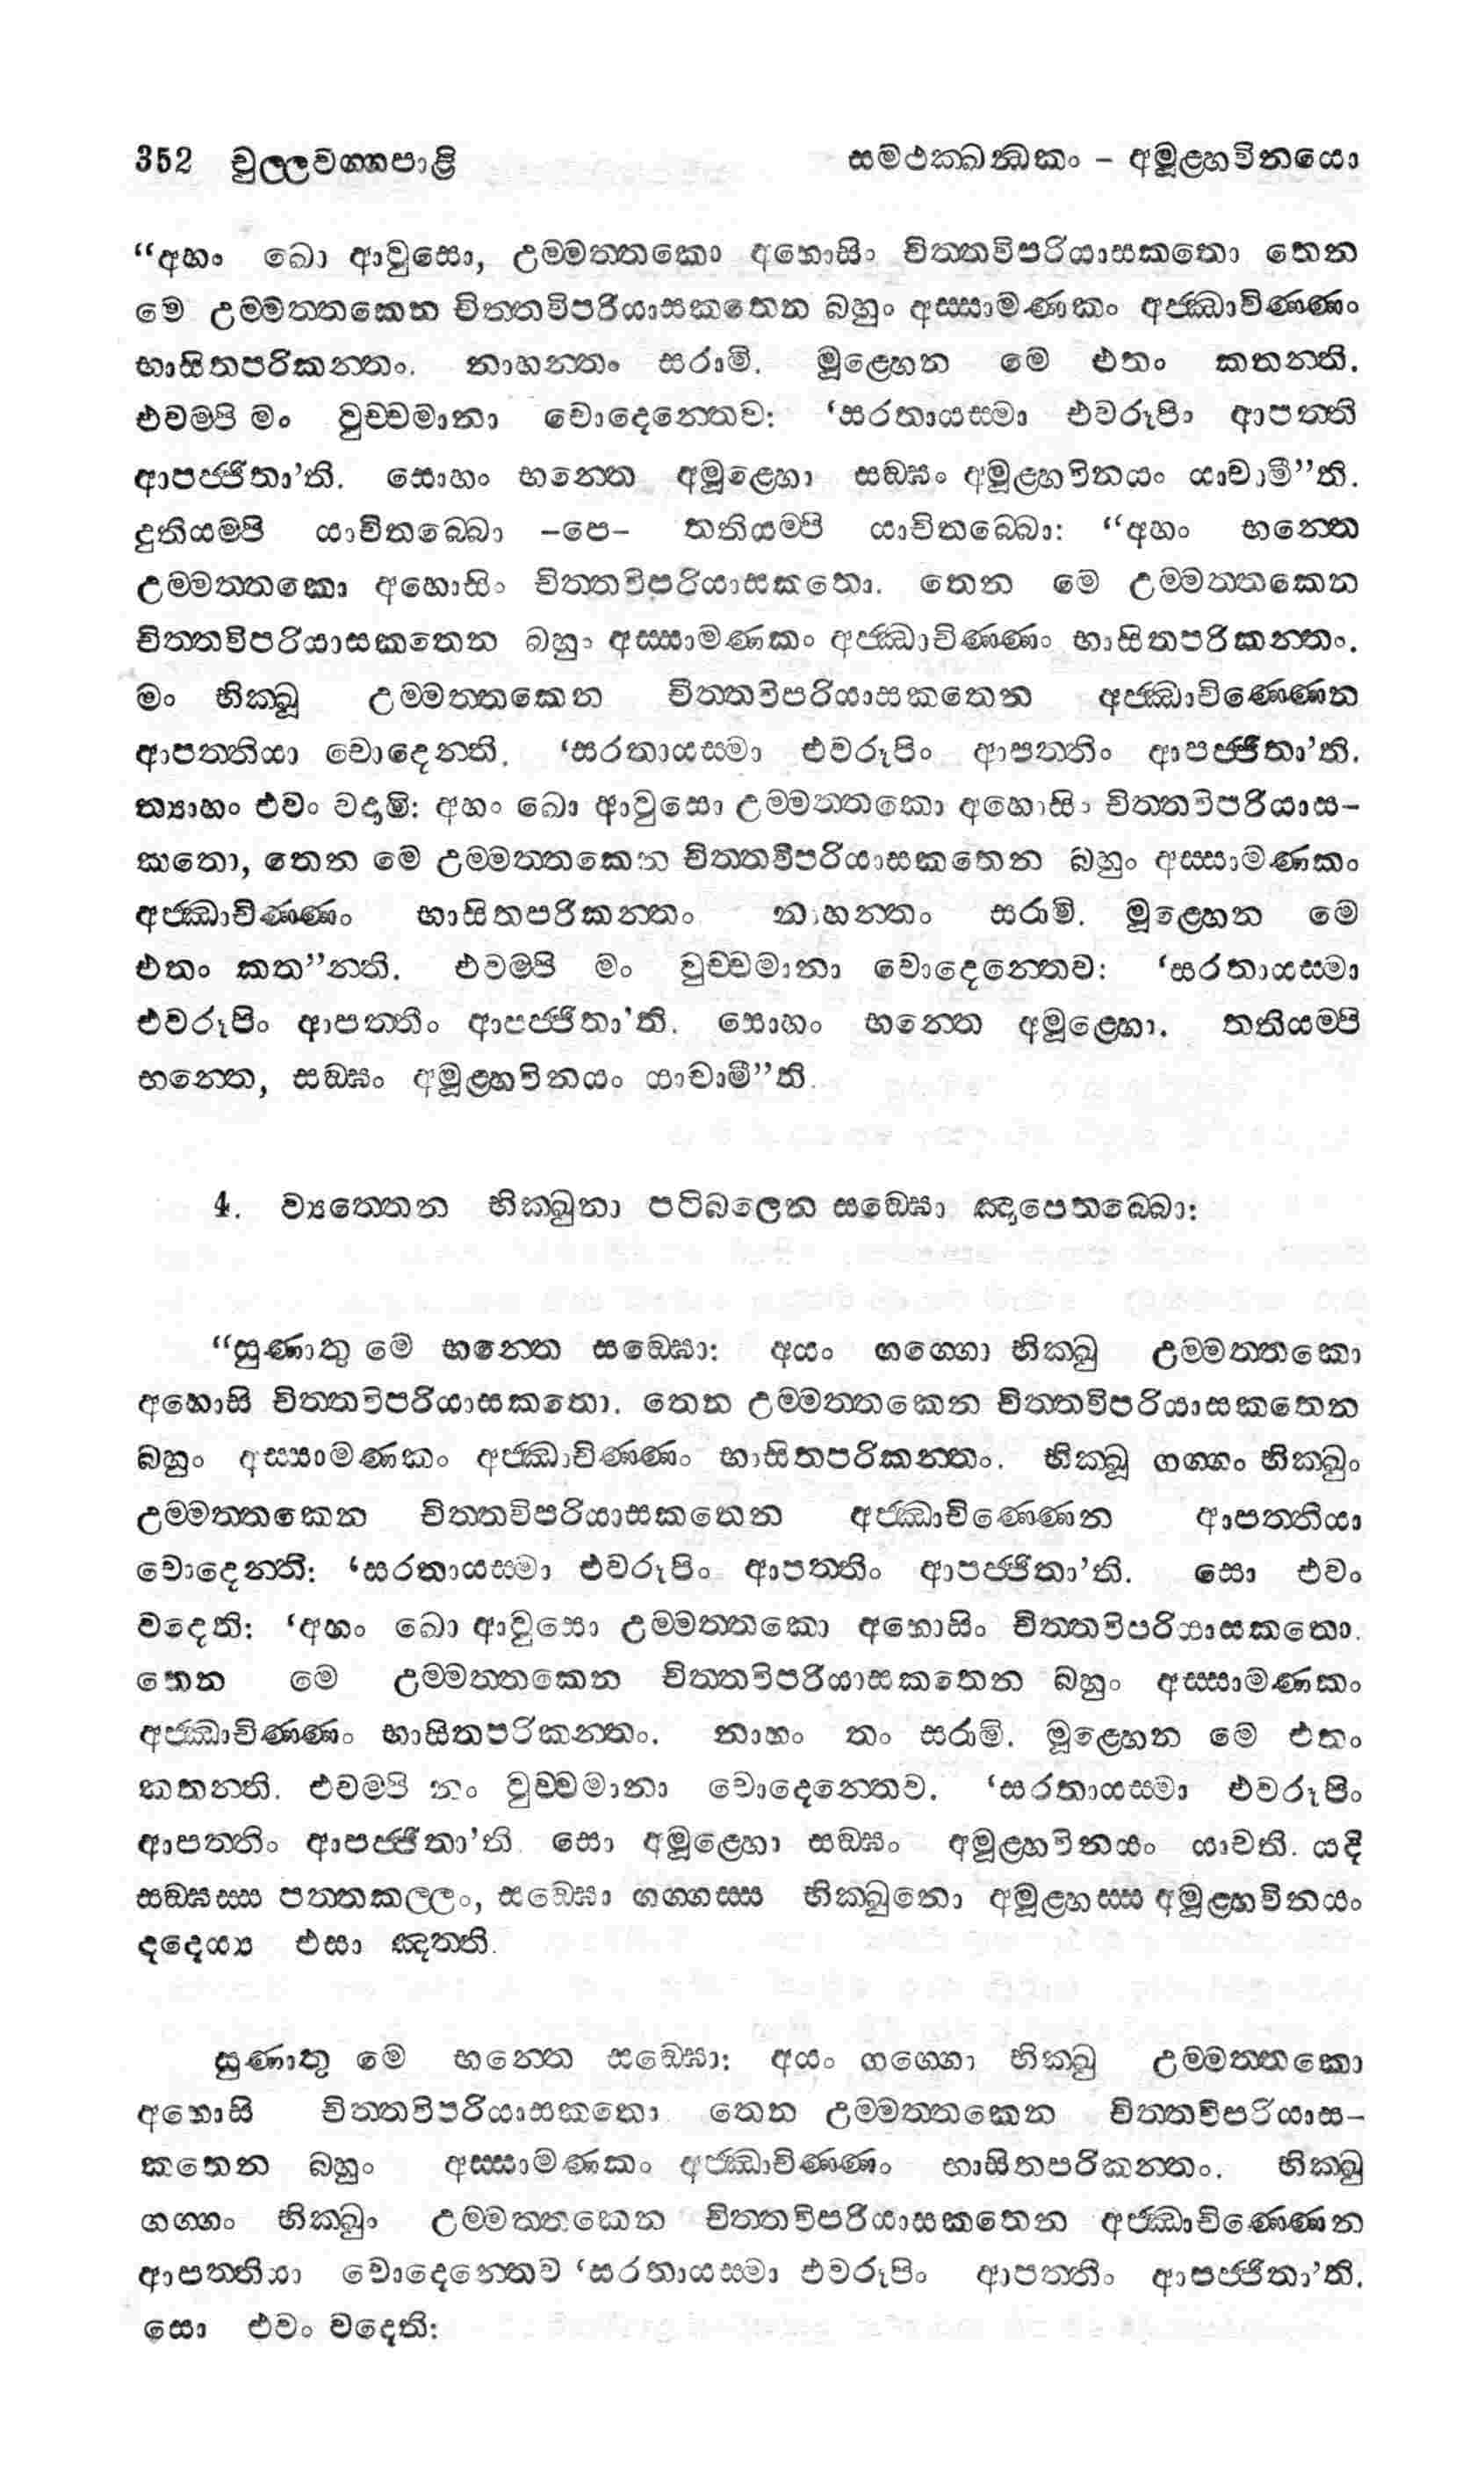 352 චුල්ලවග්ගපාළි සමථක්ඛන්ධකං – අමූළ්හවිනයො
“අහං ඛො ආවුසො, උම්මත්තකො අහොසිං චිත්තවිපරියාසකතො තෙන
මෙ උම්මත්තකෙන චිත්තවිපරියාසකතෙන බහුං අස්සාමණකං අජ්ඣාචිණ්ණං
භාසිතපරිකන්තං. නාහන්තං සරාමි. මූළ්හෙන මෙ එතං කතන්ති.
එවම්පි මං වුච්චමානා චොදෙන්තෙව: ‘සරතායස්මා එවරූපිං ආපත්තිං
ආපජ්ජිතා’ති. සොහං භන්තෙ අමූළ්හො සඞ්ඝං අමූළ්හවිනයං යාචාමී”ති.
දුතියම්පි යාචිතබ්බො –පෙ– තතියම්පි යාචිතබ්බො: “අහං භන්තෙ
උම්මත්තකො අහොසිං චිත්තවිපරියාසකතො. තෙන මෙ උම්මත්තකෙන
චිත්තවිපරියාසකතෙන බහුං අස්සාමණකං අජ්ඣාචිණ්ණං භාසිතපරිකන්තං.
මං භික්ඛූ උම්මත්තකෙන චිත්තවිපරියාසකතෙන අජ්ඣාචිණ්ණෙන
ආපත්තියා චොදෙන්ති. ‘සරතායස්මා එවරූපිං ආපත්තිං ආපජ්ජිතා’ති.
ත්‍යාහං එවං වදාමි: අහං ඛො ආවුසො උම්මත්තකො අහොසිං චිත්තවිපරියාස–
කතො, තෙන මෙ උම්මත්තකෙන චිත්තවිපරියාසකතෙන බහුං අස්සාමණකං
අජ්ඣාචිණ්ණං භාසිතපරිකන්තං නාහන්තං සරාමි. මූළ්හෙන මෙ
එතං කත”න්ති. එවම්පි මං වුච්චමානා චොදෙන්තෙව: ‘සරතායස්මා
එවරූපිං ආපත්තිං ආපජ්ජිතා’ති. සොහං භන්තෙ අමූළ්හො. තතියම්පි
භන්තෙ, සඞ්ඝං අමූළ්හවිනයං යාචාමී”ති.
4. ව්‍යත්තෙන භික්ඛුනා පටිබලෙන සඞ්ඝො ඤාපෙතබ්බො:
“සුණාතු මෙ භන්තෙ සඞ්ඝො: අයං ගග්ගො භික්ඛු උම්මත්තකො
අහොසි චිත්තවිපරියාසකතො. තෙන උම්මත්තකෙන චිත්තවිපරියාසකතෙන
බහුං අස්සාමණකං අජ්ඣාචිණ්ණං භාසිතපරිකන්තං. භික්ඛූ ගග්ගං භික්ඛුං
උම්මත්තකෙන චිත්තවිපරියාසකතෙන අජ්ඣාචිණ්ණෙන ආපත්තියා
චොදෙන්ති: ‘සරතායස්මා එවරූපිං ආපත්තිං ආපජ්ජිතා’ති. සො එවං
වදෙති: ‘අහං ඛො ආවුසො උම්මත්තකො අහොසිං චිත්තවිපරියාසකතො.
තෙන මෙ උම්මත්තකෙන චිත්තවිපරියාසකතෙන බහුං අස්සාමණකං
අජ්ඣාචිණ්ණං භාසිතපරිකන්තං. නාහං තං සරාමි. මූළ්හෙන මෙ එතං
කතන්ති. එවම්පි නං වුච්චමානා චොදෙන්තෙව. ‘සරතායස්මා එවරූපිං
ආපත්තිං ආපජ්ජිතා’ති. සො අමූළ්හො සඞ්ඝං අමූළ්හවිනයං යාචති. යදි
සඞ්ඝස්ස පත්තකල්ලං, සඞ්ඝො ගග්ගස්ස භික්ඛුනො අමූළ්හස්ස අමූළ්හවිනයං
දදෙය්‍ය එසා ඤත්ති.
සුණාතු මෙ භන්තෙ සඞ්ඝො: අයං ගග්ගො භික්ඛු උම්මත්තකො
අහොසි චිත්තවිපරියාසකතො තෙන උම්මත්තකෙන චිත්තවිපරියාස–
කතෙන බහුං අස්සාමණකං අජ්ඣාචිණ්ණං භාසිතපරිකන්තං. භික්ඛූ
ගග්ගං භික්ඛුං උම්මත්තකෙන චිත්තවිපරියාසකතෙන අජ්ඣාචිණ්ණෙන
ආපත්තියා චොදෙන්තෙව ‘සරතායස්මා එවරූපිං ආපත්තිං ආපජ්ජිතා’ති.
සො එවං වදෙති: